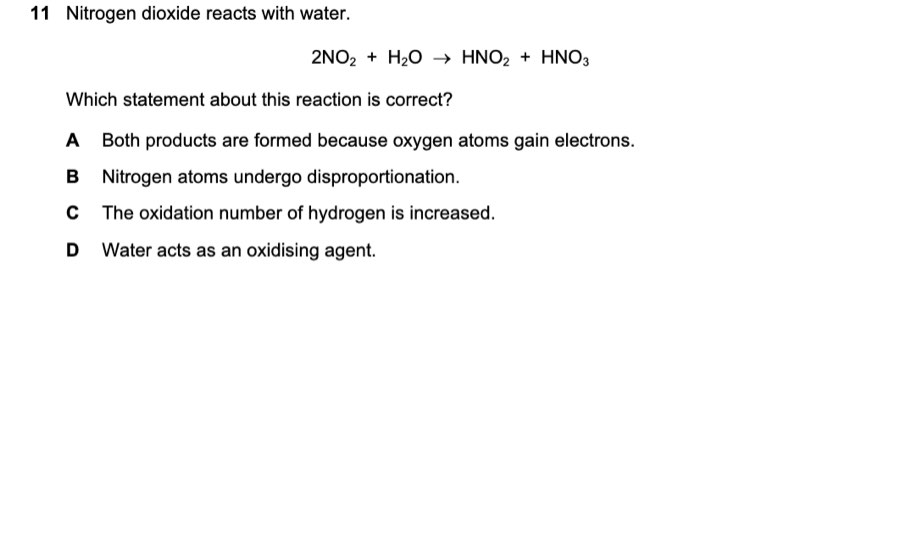 11 Nitrogen dioxide reacts with water.
2NO₂ + H₂O → HNO₂ + HNO₃
Which statement about this reaction is correct?
A Both products are formed because oxygen atoms gain electrons.
B Nitrogen atoms undergo disproportionation.
C The oxidation number of hydrogen is increased.
D Water acts as an oxidising agent.